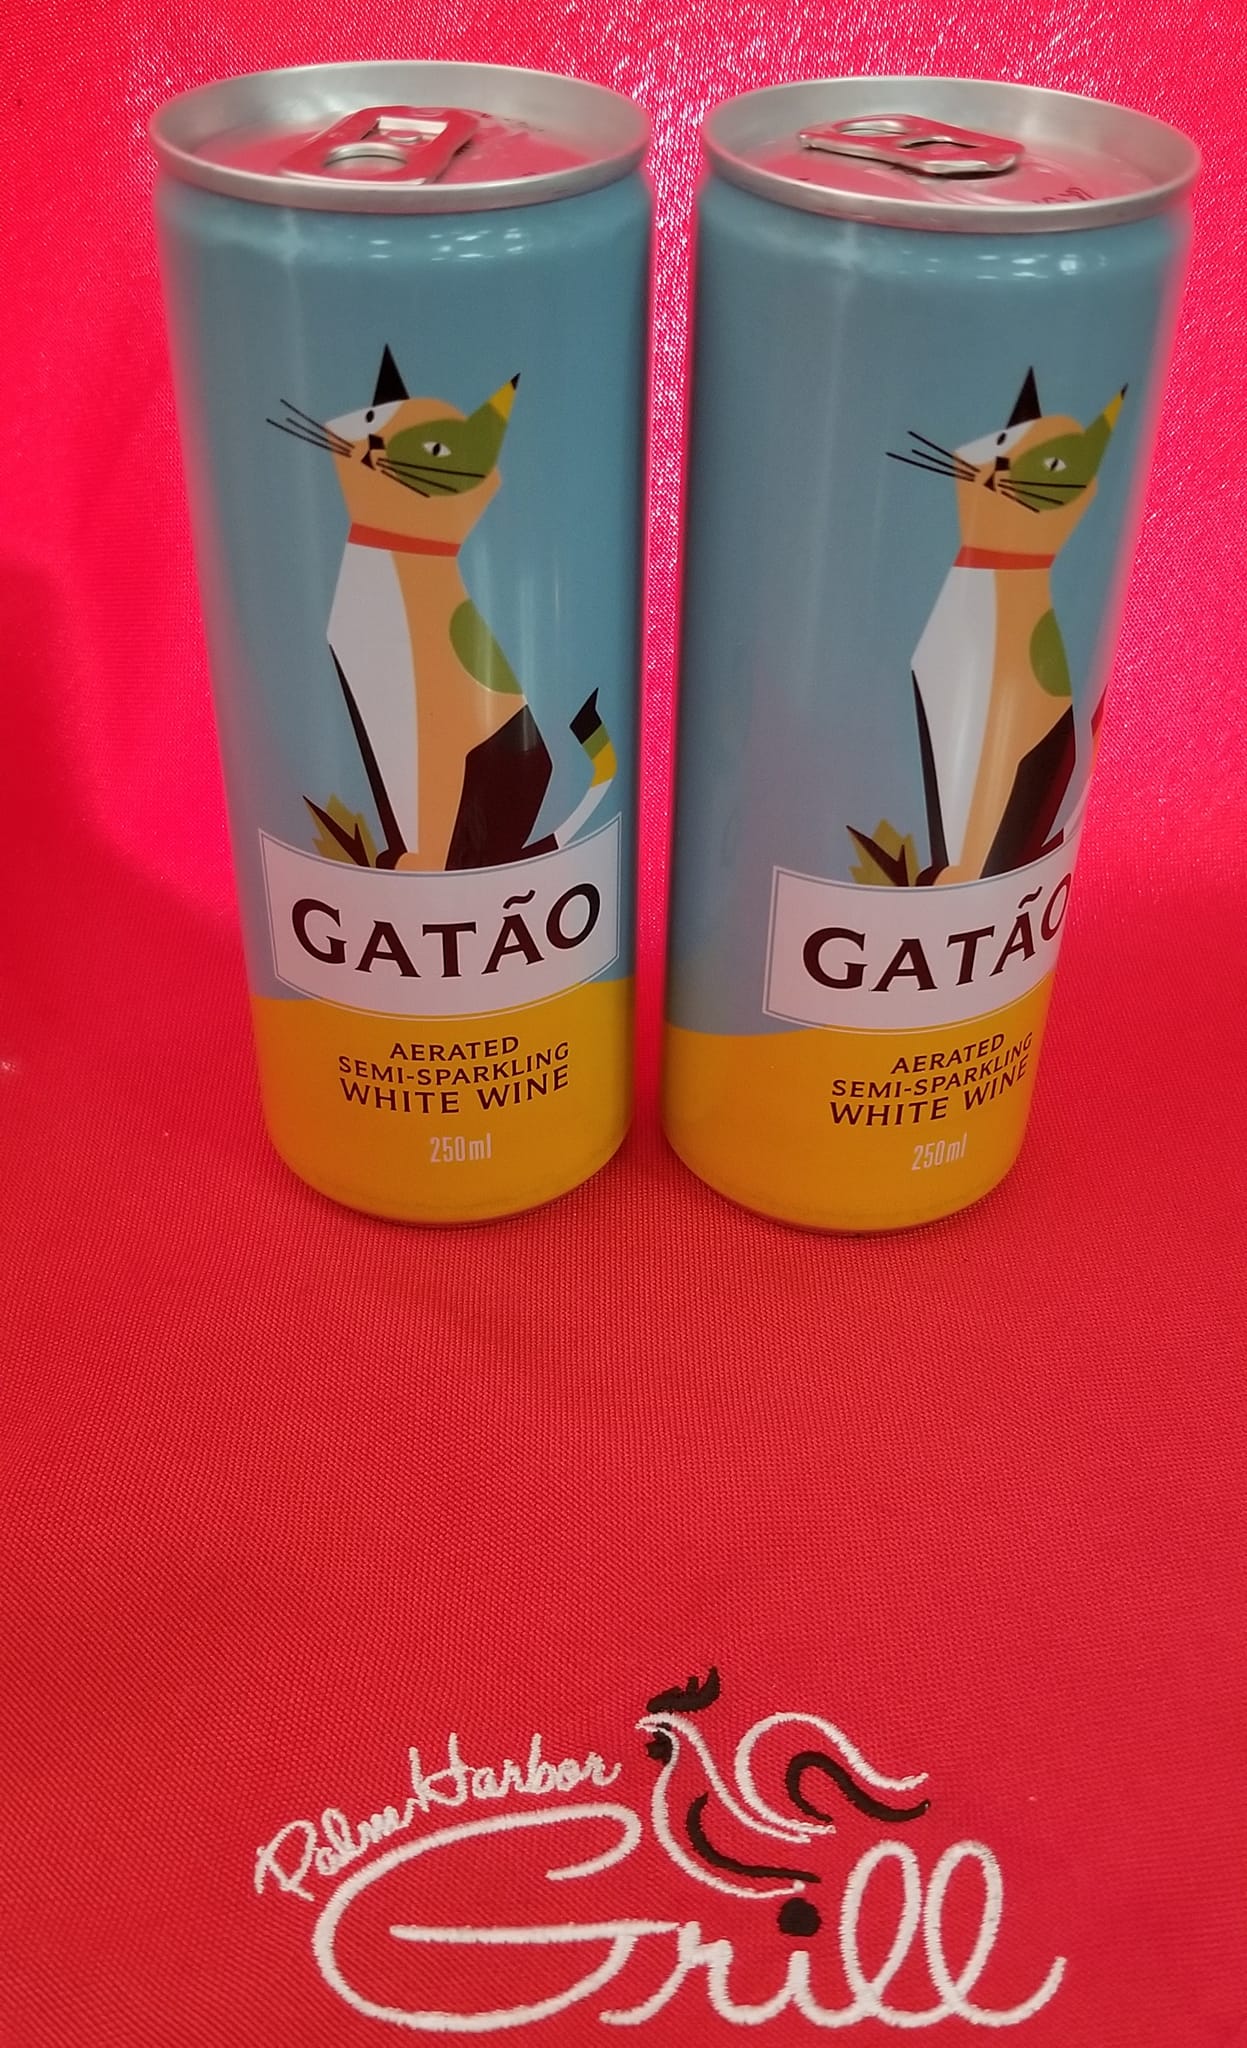 GATÃO
AERATED
SEMI-SPARKLING
WHITE WINE
250ml
GATÃO
AERATED
SEMI-SPARKLING
WHITE WINE
250ml
Palm Harbor
Grill